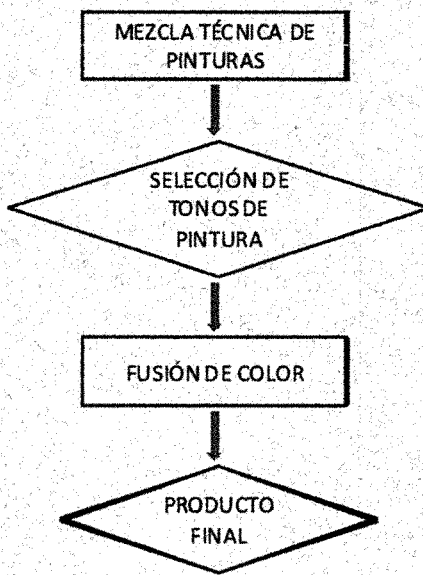 MEZCLA TÉCNICA DE
PINTURAS
SELECCIÓN DE
TONOS DE
PINTURA
FUSIÓN DE COLOR
PRODUCTO
FINAL